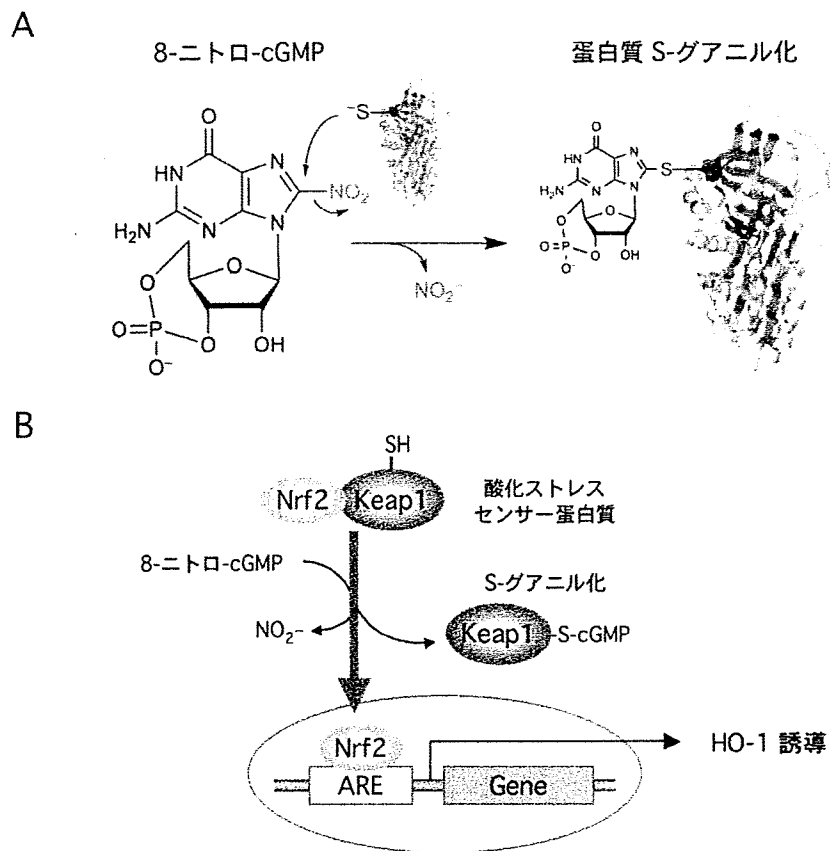 A
8-ニトロ-cGMP
蛋白質 S-グアニル化
O
HN
N
NO₂
H₂N
N
N
O
O=P
O
O⁻
OH
⁻S
NO₂⁻
O
HN
N
S
H₂N
N
N
O
O=P
O
O⁻
OH
B
SH
Nrf2
Keap1
酸化ストレス
センサー蛋白質
8-ニトロ-cGMP
S-グアニル化
NO₂⁻
Keap1
-S-cGMP
Nrf2
HO-1 誘導
ARE
Gene